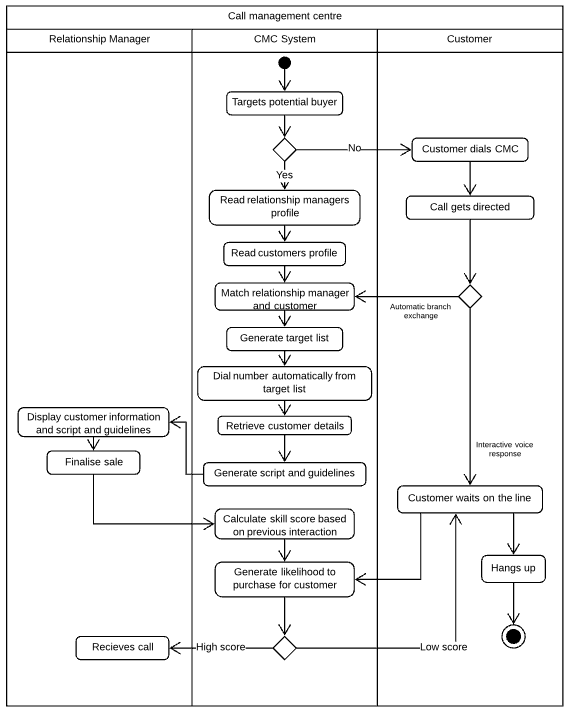 Call management centre
Relationship Manager
CMC System
Customer
Targets potential buyer
No
Customer dials CMC
Yes
Read relationship managers
profile
Call gets directed
Read customers profile
Match relationship manager
and customer
Automatic branch
exchange
Generate target list
Dial number automatically from
target list
Display customer information
and script and guidelines
Retrieve customer details
Finalise sale
Generate script and guidelines
Interactive voice
response
Customer waits on the line
Calculate skill score based
on previous interaction
Generate likelihood to
purchase for customer
Hangs up
Recieves call
High score
Low score